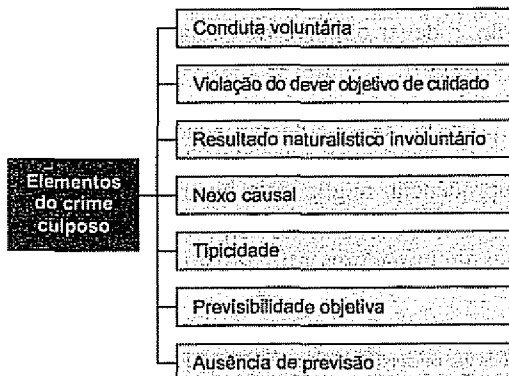 Elementos
do crime
culposo
Conduta voluntária
Violação do dever objetivo de cuidado
Resultado naturalístico involuntário
Nexo causal
Tipicidade
Previsibilidade objetiva
Ausência de previsão